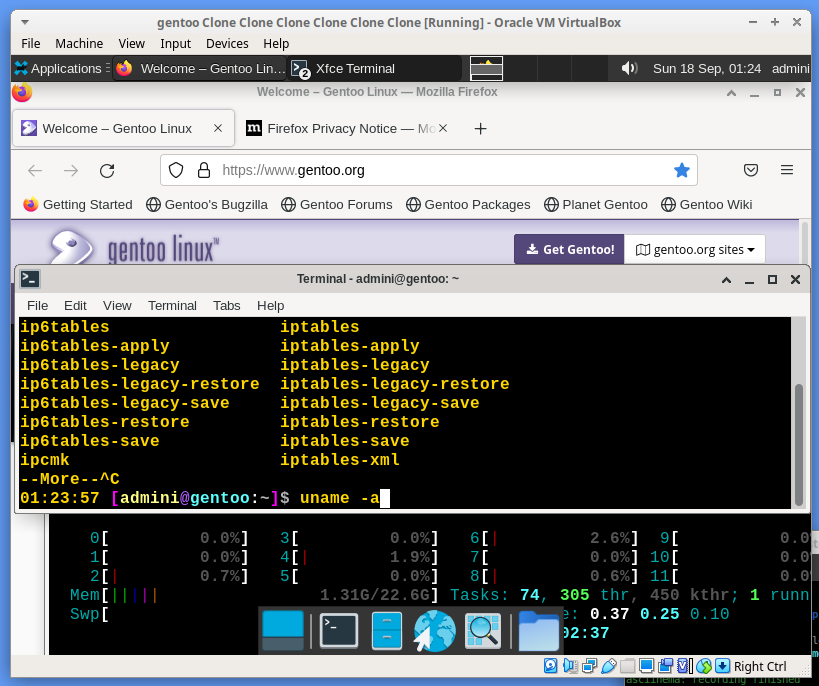 gentoo Clone Clone Clone Clone Clone Clone [Running] - Oracle VM VirtualBox
File Machine View Input Devices Help
Applications Welcome – Gentoo Lin... 2 Xfce Terminal Sun 18 Sep, 01:24 admini
Welcome – Gentoo Linux — Mozilla Firefox
Welcome – Gentoo Linux Firefox Privacy Notice — Mo
https://www.gentoo.org
Getting Started Gentoo's Bugzilla Gentoo Forums Gentoo Packages Planet Gentoo Gentoo Wiki
gentoo linux™ Get Gentoo! gentoo.org sites
Terminal - admini@gentoo: ~
File Edit View Terminal Tabs Help
ip6tables iptables
ip6tables-apply iptables-apply
ip6tables-legacy iptables-legacy
ip6tables-legacy-restore iptables-legacy-restore
ip6tables-legacy-save iptables-legacy-save
ip6tables-restore iptables-restore
ip6tables-save iptables-save
ipcmk iptables-xml
--More--^C
01:23:57 [admini@gentoo:~]$ uname -a
0[ 0.0%] 3[ 0.0%] 6[| 2.6%] 9[ 0.0
1[ 0.0%] 4[| 1.9%] 7[ 0.0%] 10[ 0.0
2[| 0.7%] 5[ 0.0%] 8[| 0.6%] 11[ 0.0
Mem[||||| 1.31G/22.6G] Tasks: 74, 305 thr, 450 kthr; 1 runn
Swp[ e: 0.37 0.25 0.10
02:37
Right Ctrl
asciinema: recording finished